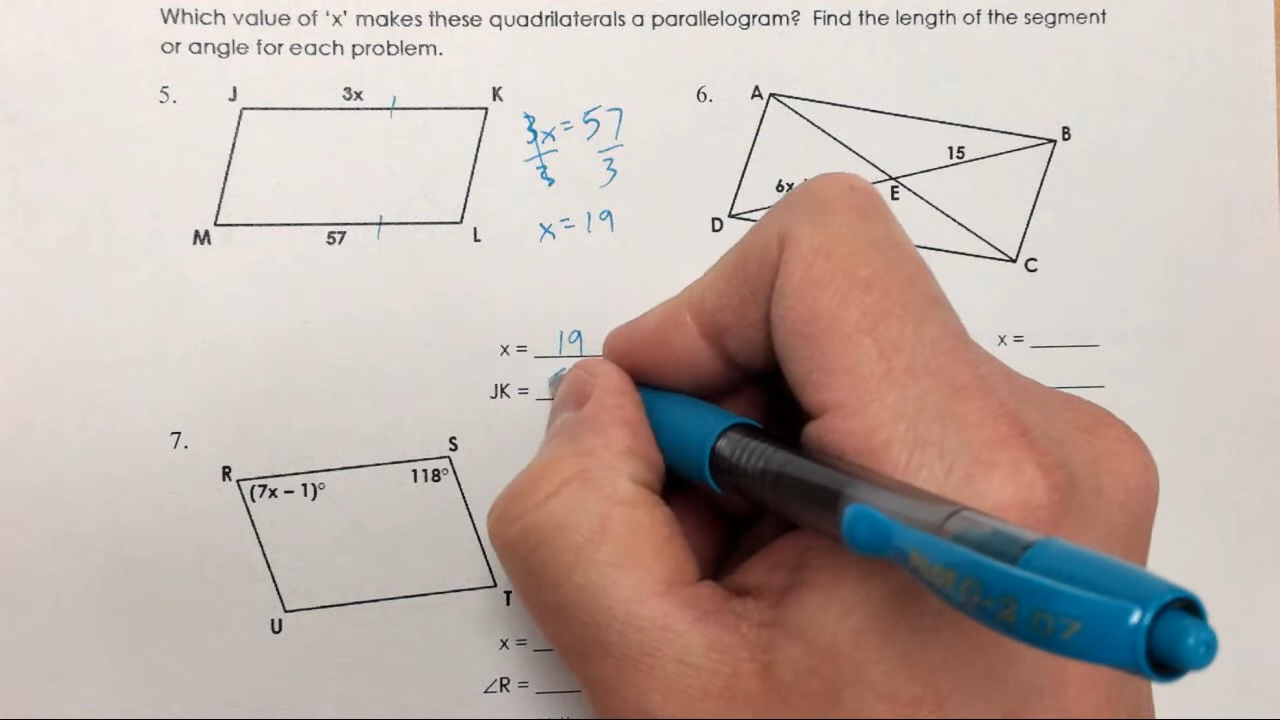 Which value of 'x' makes these quadrilaterals a parallelogram? Find the length of the segment
or angle for each problem.
5.
J
3x
K
M
57
L
3x = 57
3 3
x = 19
x = 19
JK =
6.
A
B
15
6x
E
D
C
x =
7.
R
S
(7x – 1)°
118°
T
U
x =
∠R =